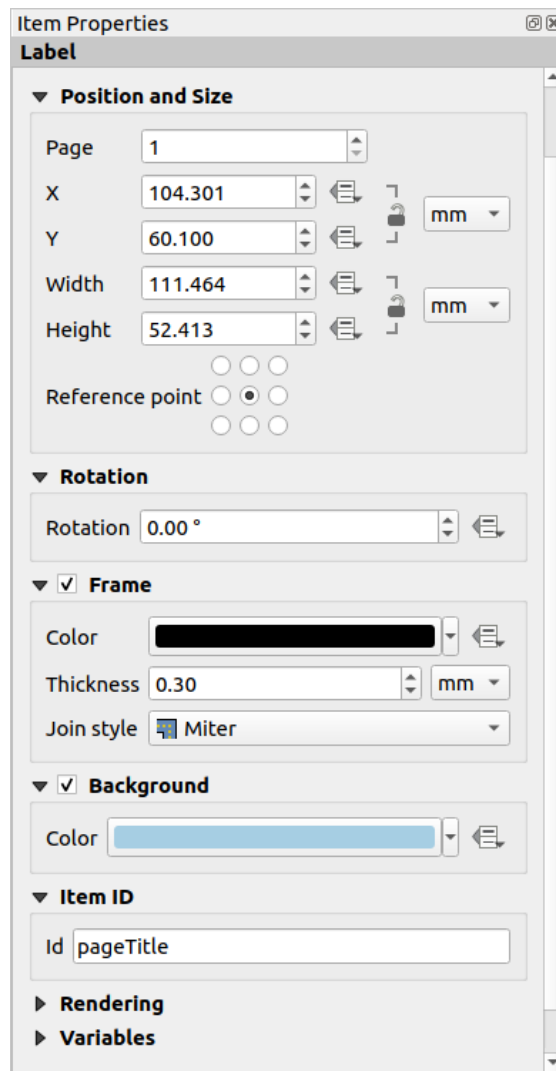 Item Properties
Label
Position and Size
Page 1
X 104.301
mm
Y 60.100
Width 111.464
mm
Height 52.413
Reference point
Rotation
Rotation 0.00 °
Frame
Color
Thickness 0.30 mm
Join style Miter
Background
Color
Item ID
Id pageTitle
Rendering
Variables